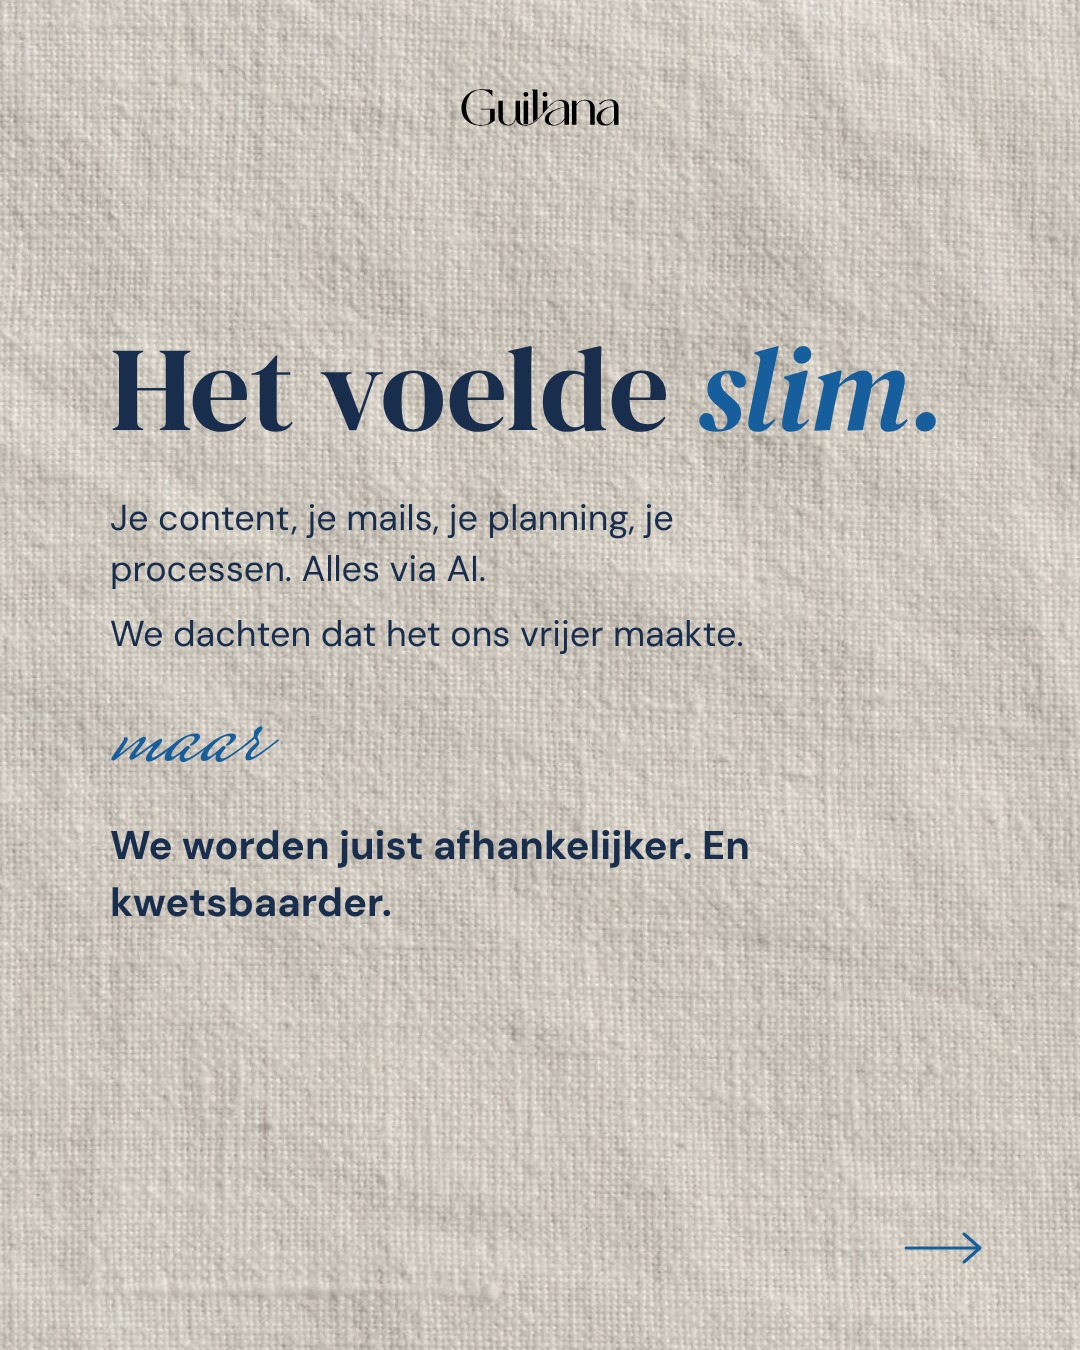 Guiliana
Het voelde slim.
Je content, je mails, je planning, je
processen. Alles via AI.
We dachten dat het ons vrijer maakte.
maar
We worden juist afhankelijker. En
kwetsbaarder.